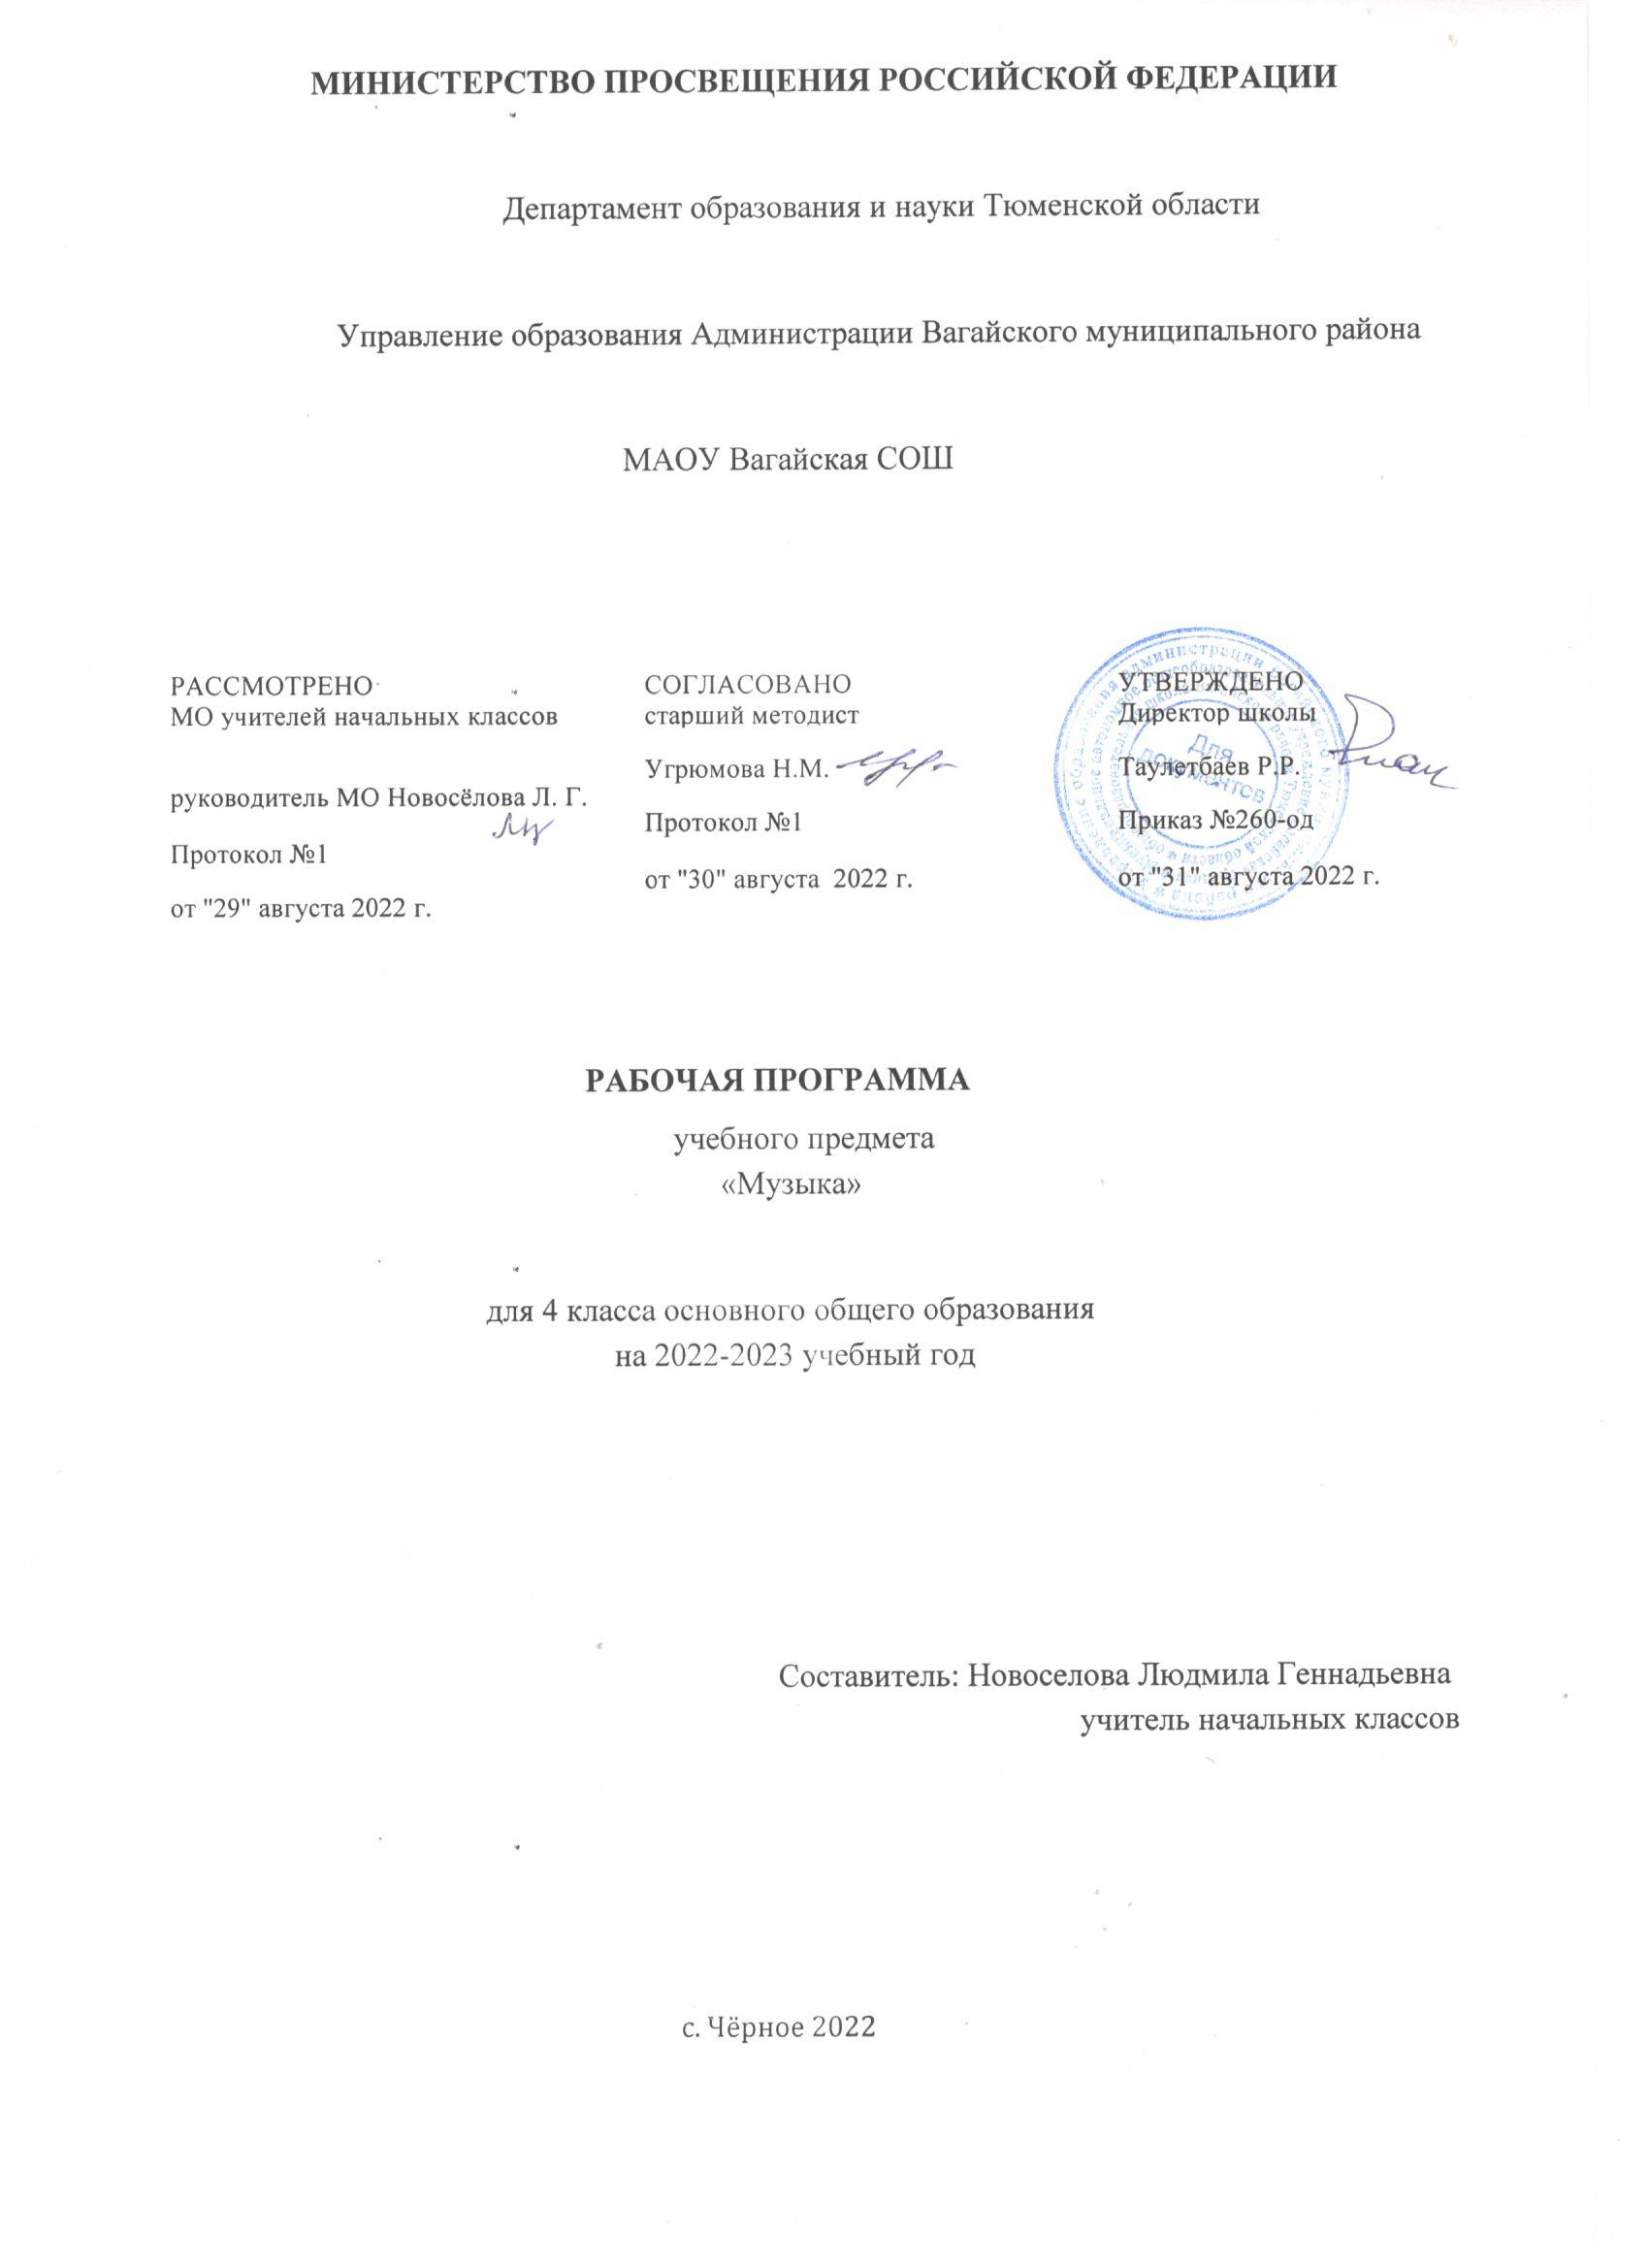 МИНИСТЕРСТВО ПРОСВЕЩЕНИЯ РОССИЙСКОЙ ФЕДЕРАЦИИ
Департамент образования и науки Тюменской области
Управление образования Администрации Вагайского муниципального района
МАОУ Вагайская СОШ
РАССМОТРЕНО
МО учителей начальных классов
руководитель МО Новосёлова Л. Г.
Протокол №1
от "29" августа 2022 г.
СОГЛАСОВАНО
старший методист
Угрюмова Н.М.
Протокол №1
от "30" августа 2022 г.
УТВЕРЖДЕНО
Директор школы
Таулетбаев Р.Р.
Приказ №260-од
от "31" августа 2022 г.
Для
документов
РАБОЧАЯ ПРОГРАММА
учебного предмета
«Музыка»
для 4 класса основного общего образования
на 2022-2023 учебный год
Составитель: Новоселова Людмила Геннадьевна
учитель начальных классов
с. Чёрное 2022